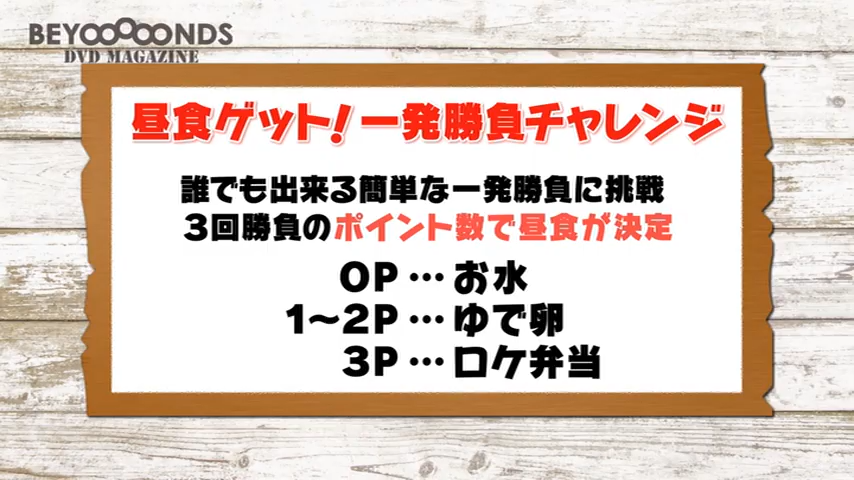 BEYOOOOONDS
DVD MAGAZINE
昼食ゲット!一発勝負チャレンジ
誰でも出来る簡単な一発勝負に挑戦
3回勝負のポイント数で昼食が決定
0P…お水
1〜2P…ゆで卵
3P…ロケ弁当